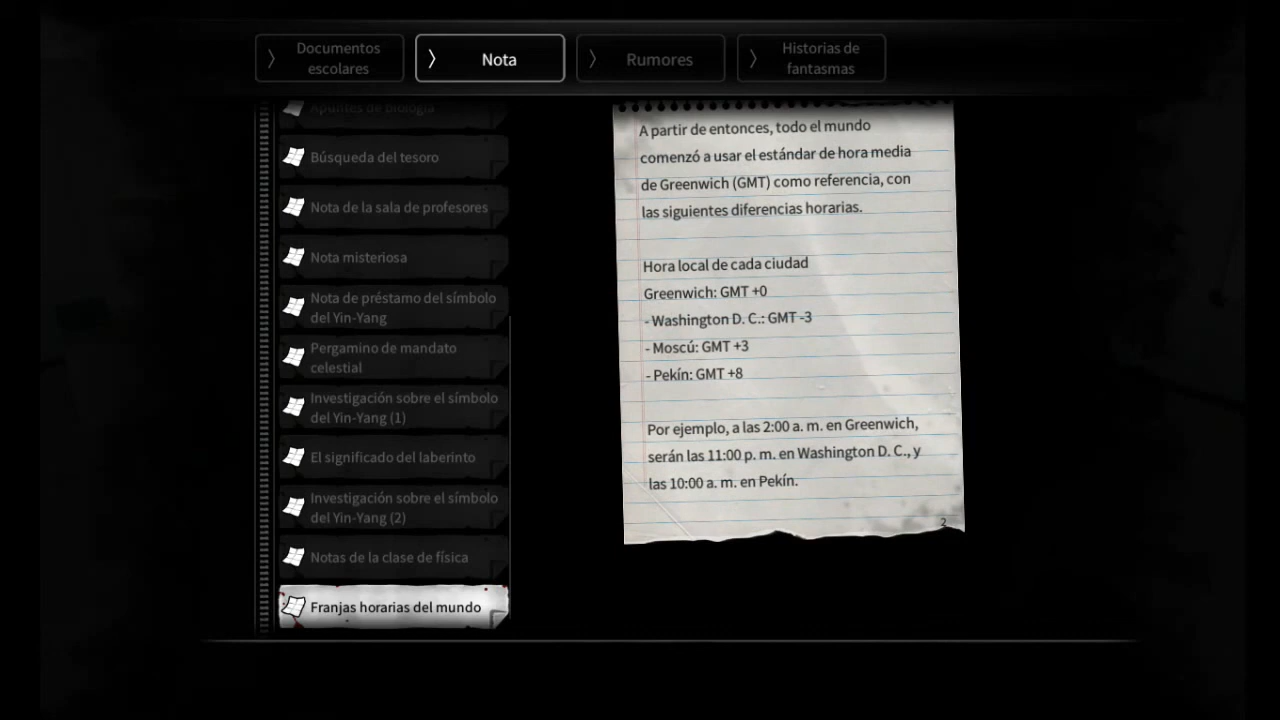 Documentos
escolares
Nota
Rumores
Historias de
fantasmas
Apuntes de biología
Búsqueda del tesoro
Nota de la sala de profesores
Nota misteriosa
Nota de préstamo del símbolo
del Yin-Yang
Pergamino de mandato
celestial
Investigación sobre el símbolo
del Yin-Yang (1)
El significado del laberinto
Investigación sobre el símbolo
del Yin-Yang (2)
Notas de la clase de física
Franjas horarias del mundo
A partir de entonces, todo el mundo
comenzó a usar el estándar de hora media
de Greenwich (GMT) como referencia, con
las siguientes diferencias horarias.
Hora local de cada ciudad
Greenwich: GMT +0
- Washington D. C.: GMT -3
- Moscú: GMT +3
- Pekín: GMT +8
Por ejemplo, a las 2:00 a. m. en Greenwich,
serán las 11:00 p. m. en Washington D. C., y
las 10:00 a. m. en Pekín.
2